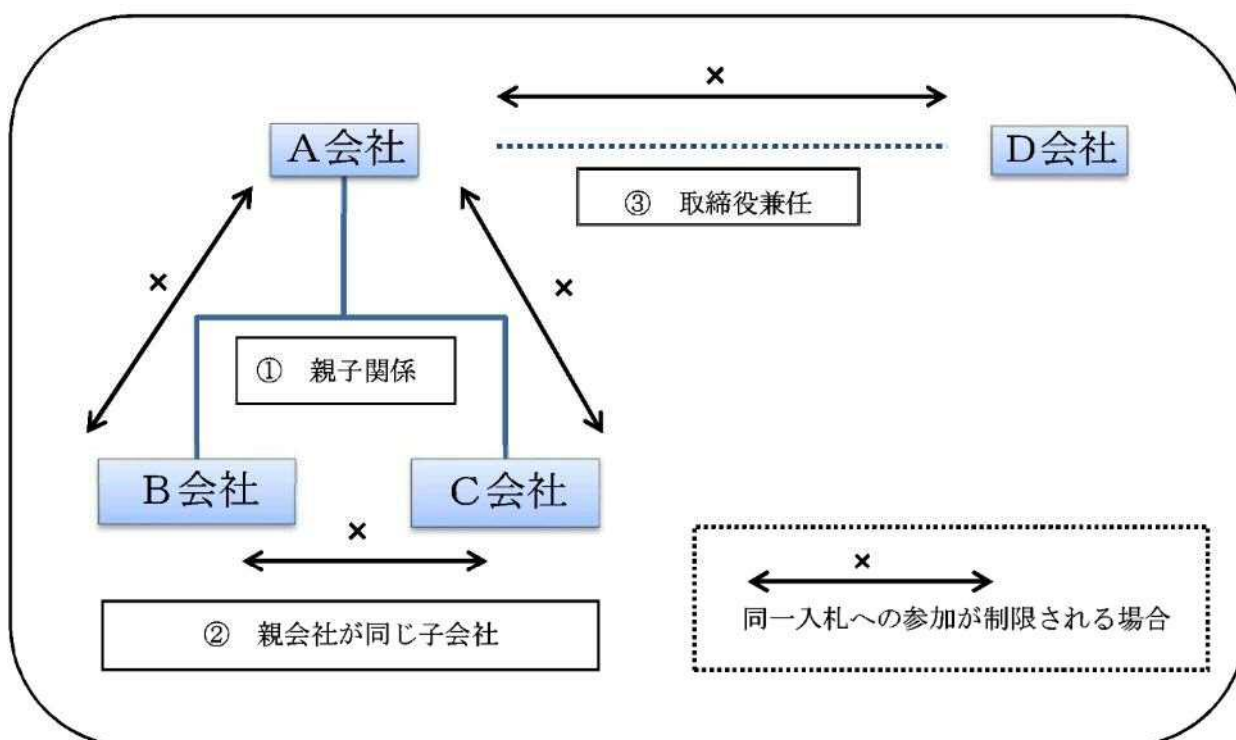 ×
A会社
D会社
③　取締役兼任
×
×
①　親子関係
B会社
C会社
×
②　親会社が同じ子会社
×
同一入札への参加が制限される場合